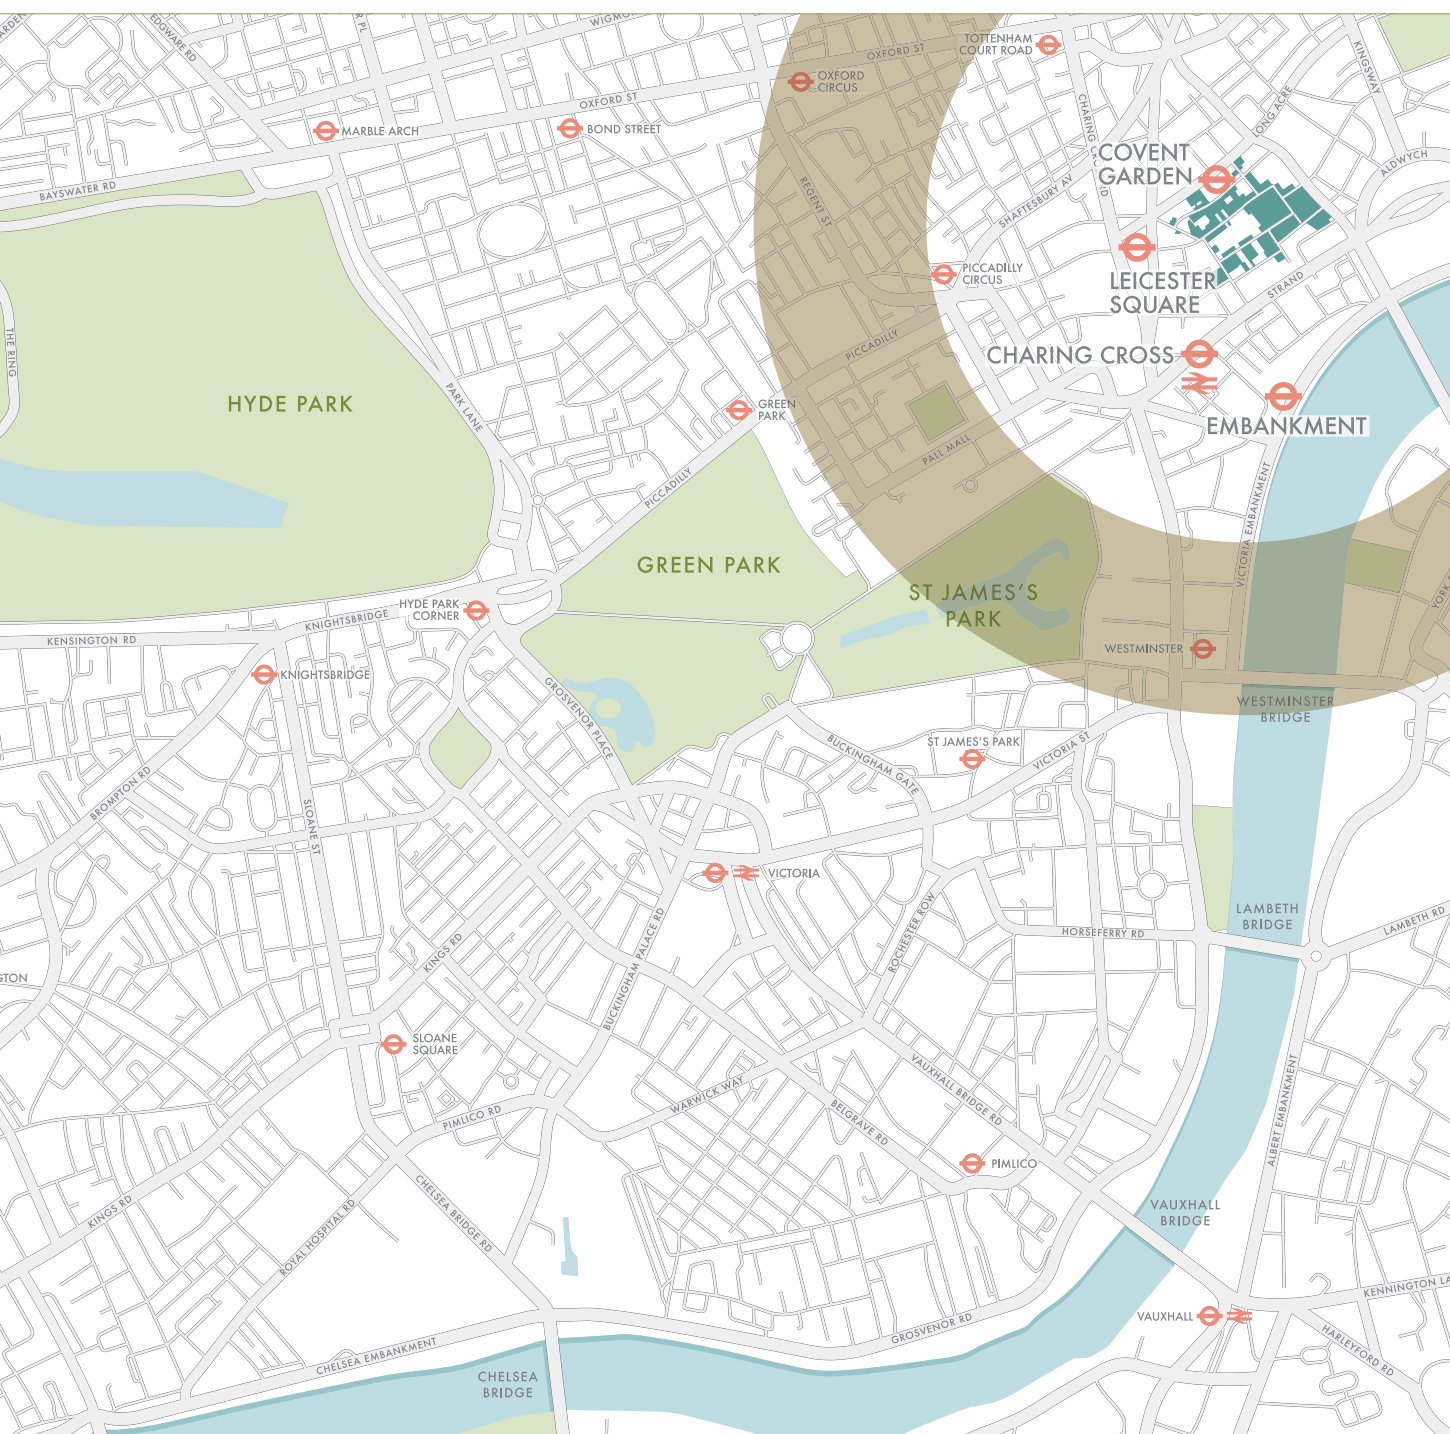 EDGWARE RD
WIGMO
OXFORD ST
TOTTENHAM
COURT ROAD
KINGSWAY
OXFORD
CIRCUS
OXFORD ST
MARBLE ARCH
BOND STREET
LONG ACRE
COVENT
GARDEN
ALDWYCH
BAYSWATER RD
REGENT ST
SHAFTESBURY AV
PICCADILLY
CIRCUS
LEICESTER
SQUARE
STRAND
THE RING
PICCADILLY
CHARING CROSS
HYDE PARK
PARK LANE
GREEN
PARK
EMBANKMENT
PALL MALL
PICCADILLY
VICTORIA EMBANKMENT
GREEN PARK
ST JAMES'S
PARK
YORK
HYDE PARK
CORNER
KNIGHTSBRIDGE
KENSINGTON RD
WESTMINSTER
KNIGHTSBRIDGE
GROSVENOR PLACE
WESTMINSTER
BRIDGE
BUCKINGHAM GATE
ST JAMES'S PARK
VICTORIA ST
BROMPTON RD
SLOANE ST
VICTORIA
LAMBETH
BRIDGE
LAMBETH RD
ROCHESTER ROW
HORSEFERRY RD
KINGS RD
BUCKINGHAM PALACE RD
GTON
SLOANE
SQUARE
VAUXHALL BRIDGE RD
WARWICK WAY
BELGRAVE RD
PIMLICO RD
ALBERT EMBANKMENT
PIMLICO
KINGS RD
ROYAL HOSPITAL RD
CHELSEA BRIDGE RD
VAUXHALL
BRIDGE
KENNINGTON LA
VAUXHALL
GROSVENOR RD
HARLEYFORD RD
CHELSEA EMBANKMENT
CHELSEA
BRIDGE